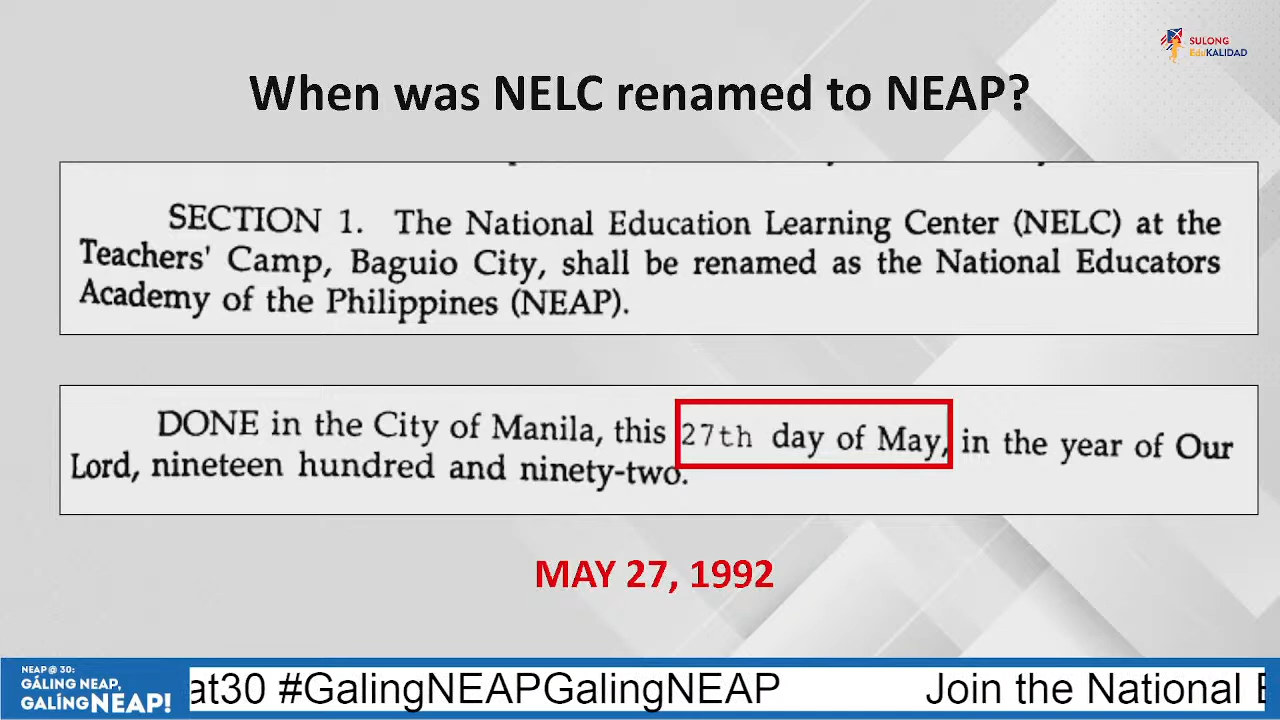 SULONG
EduKALIDAD
When was NELC renamed to NEAP?
SECTION 1. The National Education Learning Center (NELC) at the
Teachers' Camp, Baguio City, shall be renamed as the National Educators
Academy of the Philippines (NEAP).
DONE in the City of Manila, this 27th day of May, in the year of Our
Lord, nineteen hundred and ninety-two.
MAY 27, 1992
NEAP @ 30:
GÁLING NEAP,
GALÍNG NEAP!
at30 #GalingNEAPGalingNEAP Join the National